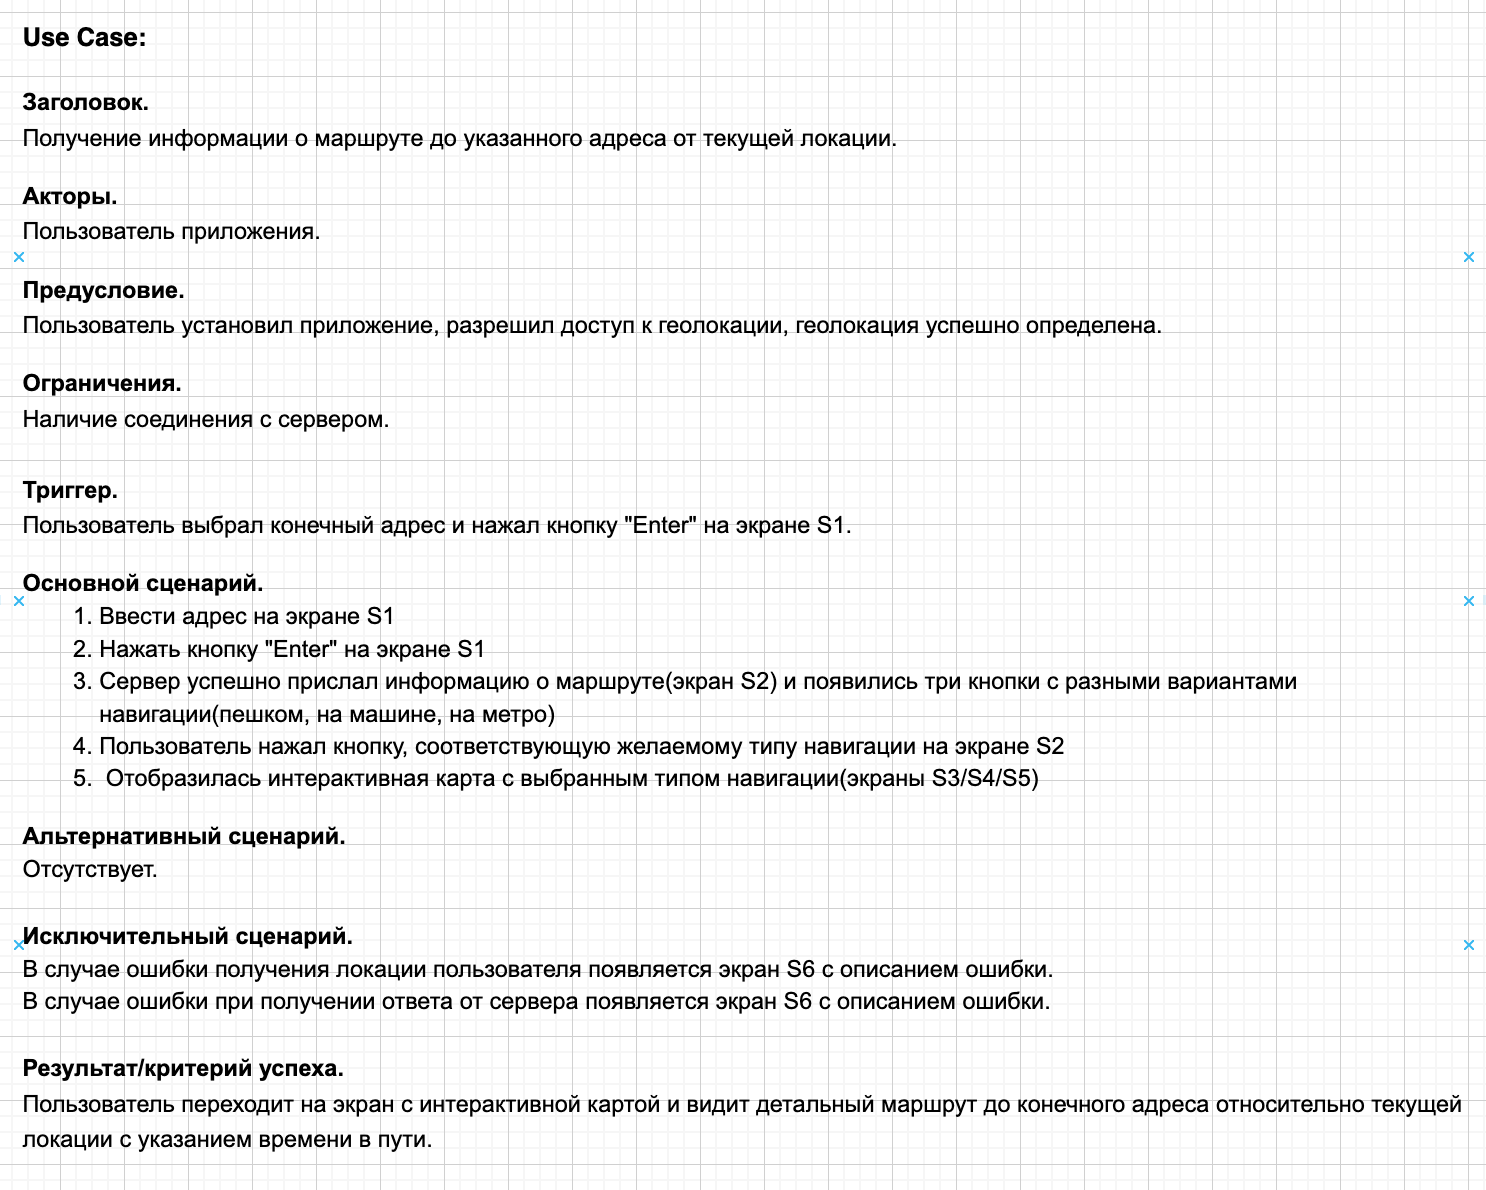 Use Case:
Заголовок.
Получение информации о маршруте до указанного адреса от текущей локации.
Акторы.
Пользователь приложения.
Предусловие.
Пользователь установил приложение, разрешил доступ к геолокации, геолокация успешно определена.
Ограничения.
Наличие соединения с сервером.
Триггер.
Пользователь выбрал конечный адрес и нажал кнопку "Enter" на экране S1.
Основной сценарий.
1. Ввести адрес на экране S1
2. Нажать кнопку "Enter" на экране S1
3. Сервер успешно прислал информацию о маршруте(экран S2) и появились три кнопки с разными вариантами
навигации(пешком, на машине, на метро)
4. Пользователь нажал кнопку, соответствующую желаемому типу навигации на экране S2
5. Отобразилась интерактивная карта с выбранным типом навигации(экраны S3/S4/S5)
Альтернативный сценарий.
Отсутствует.
Исключительный сценарий.
В случае ошибки получения локации пользователя появляется экран S6 с описанием ошибки.
В случае ошибки при получении ответа от сервера появляется экран S6 с описанием ошибки.
Результат/критерий успеха.
Пользователь переходит на экран с интерактивной картой и видит детальный маршрут до конечного адреса относительно текущей
локации с указанием времени в пути.